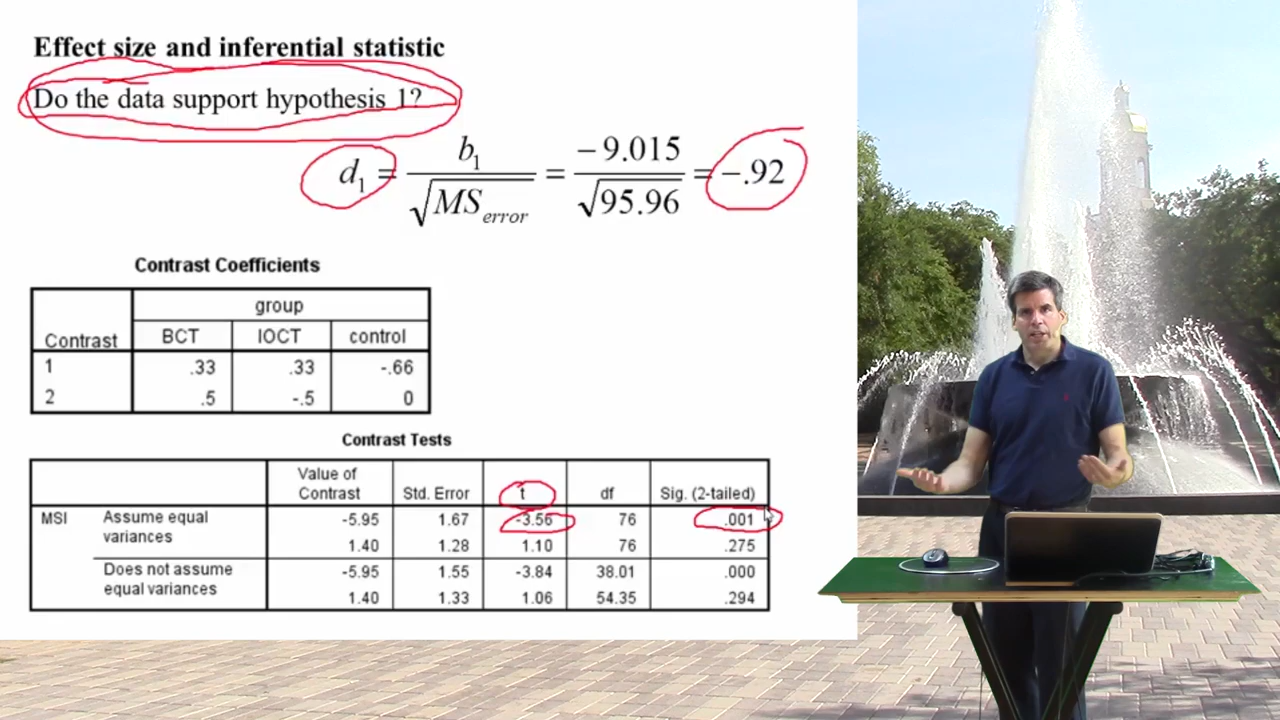 Effect size and inferential statistic
Do the data support hypothesis 1?
d1 = b1 / √MSerror = −9.015 / √95.96 = −.92
Contrast Coefficients
group
Contrast BCT IOCT control
1 .33 .33 -.66
2 .5 -.5 0
Contrast Tests
Value of Contrast Std. Error t df Sig. (2-tailed)
MSI Assume equal variances -5.95 1.67 -3.56 76 .001
1.40 1.28 1.10 76 .275
Does not assume equal variances -5.95 1.55 -3.84 38.01 .000
1.40 1.33 1.06 54.35 .294